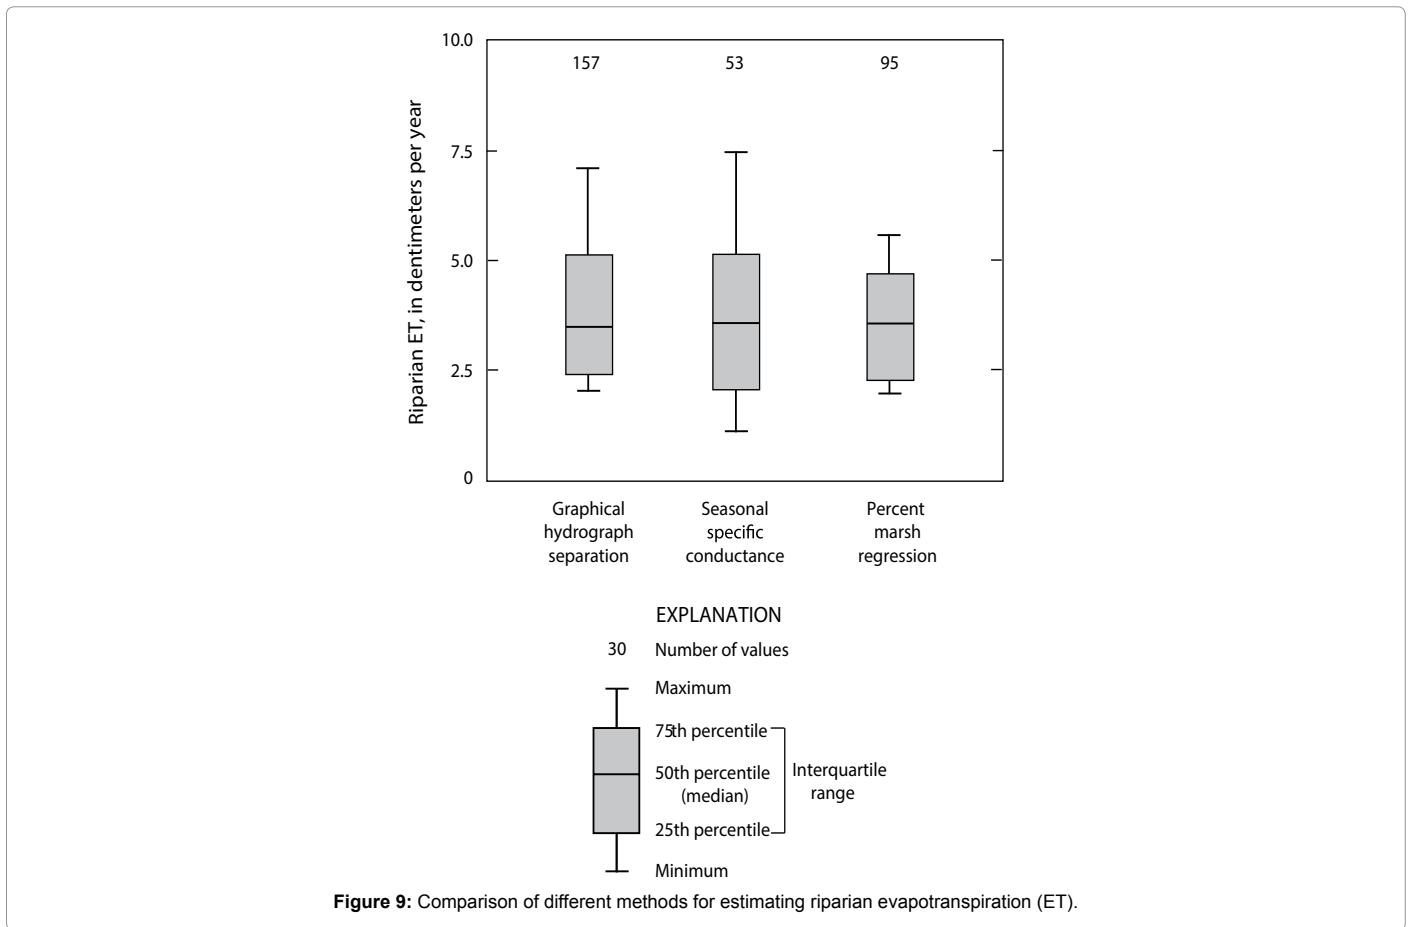 10.0
157
53
95
7.5
5.0
2.5
0
Riparian ET, in dentimeters per year
Graphical
hydrograph
separation
Seasonal
specific
conductance
Percent
marsh
regression
EXPLANATION
30 Number of values
Maximum
75th percentile
50th percentile
(median)
25th percentile
Interquartile
range
Minimum
Figure 9: Comparison of different methods for estimating riparian evapotranspiration (ET).